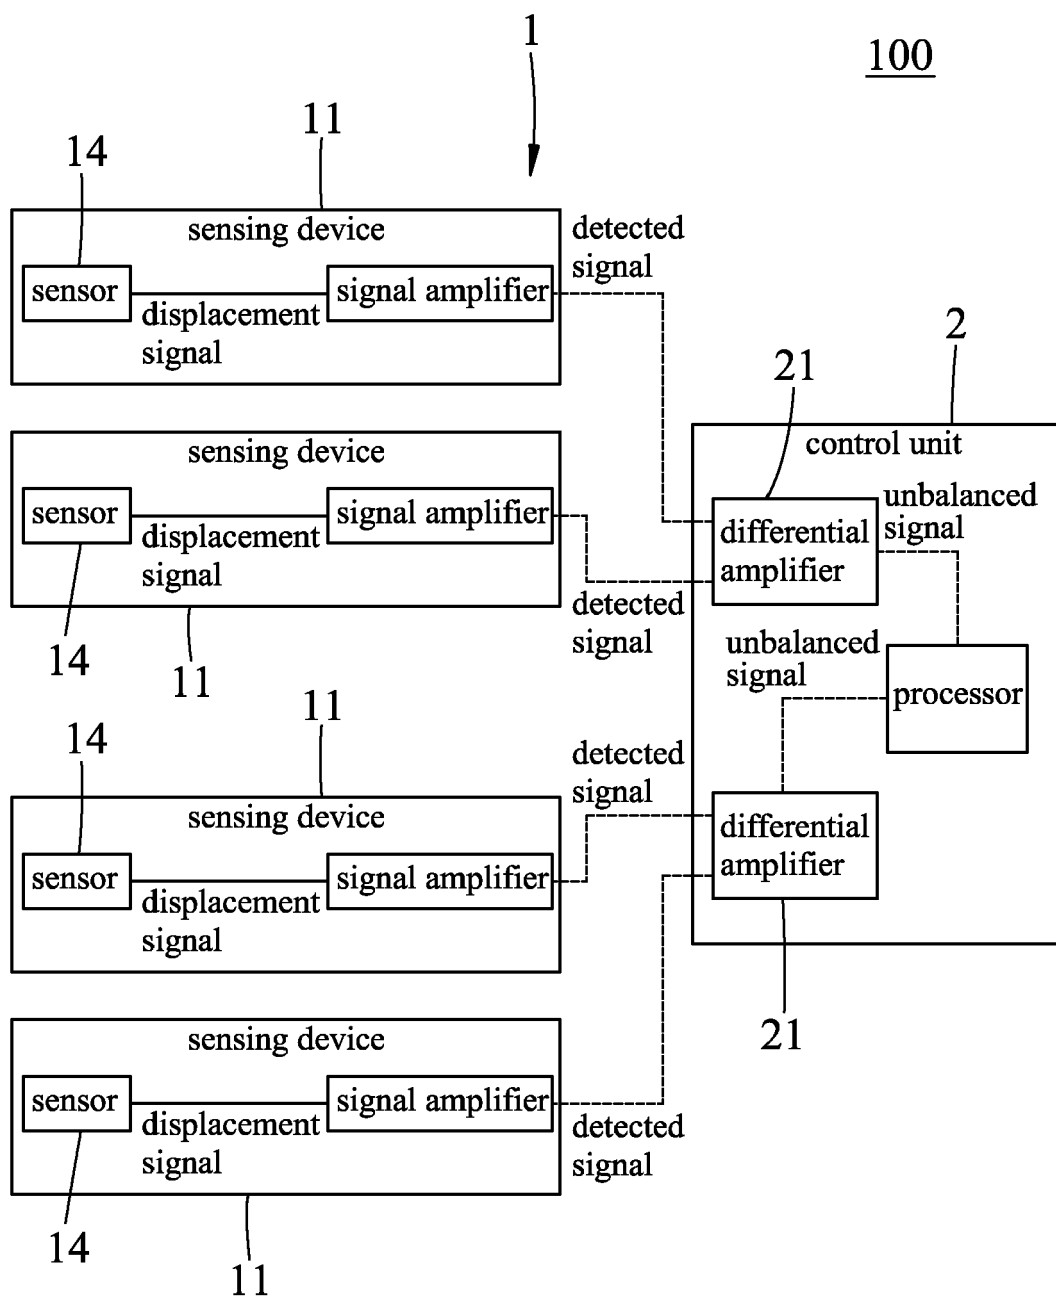 1
100
11
14
sensing device
detected
signal
sensor
signal amplifier
displacement
signal
2
21
sensing device
control unit
sensor
signal amplifier
displacement
signal
unbalanced
signal
differential
amplifier
detected
signal
14
11
unbalanced
signal
processor
11
14
detected
signal
sensing device
sensor
signal amplifier
displacement
signal
differential
amplifier
21
sensing device
sensor
signal amplifier
displacement
signal
detected
signal
14
11